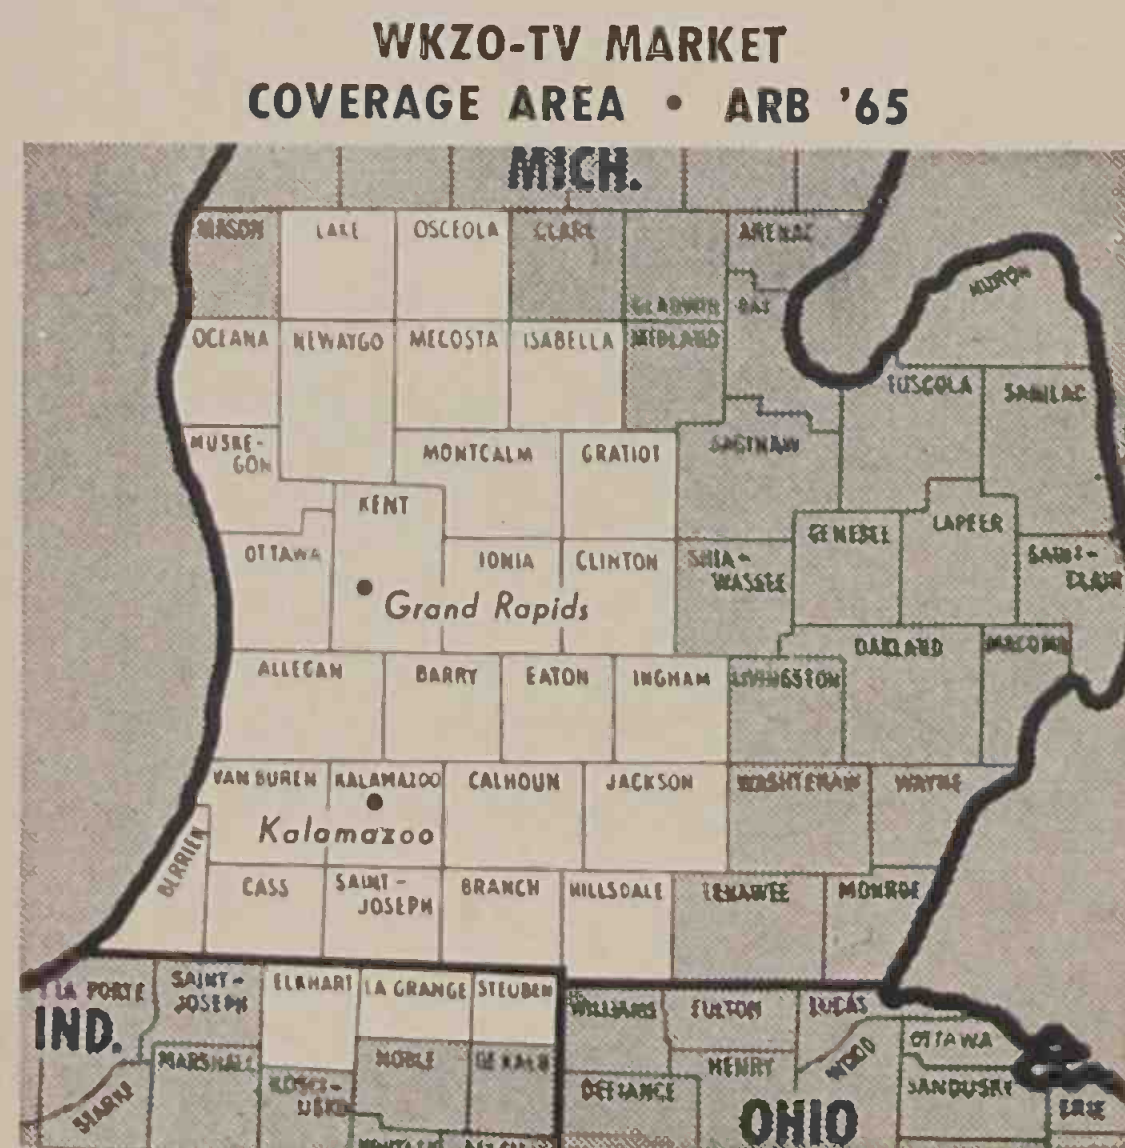 WKZO-TV MARKET
COVERAGE AREA • ARB '65
MICH.
MASON
LAKE
OSCEOLA
CLARE
ARENAC
GLADWIN
BAY
HURON
OCEANA
NEWAYGO
MECOSTA
ISABELLA
MIDLAND
TUSCOLA
SANILAC
MUSKE-
GON
MONTCALM
GRATIOT
SAGINAW
KENT
GENESEE
LAPEER
OTTAWA
IONIA
CLINTON
SHIA-
WASSEE
SAINT-
CLAIR
Grand Rapids
OAKLAND
MACOMB
ALLEGAN
BARRY
EATON
INGHAM
LIVINGSTON
VAN BUREN
KALAMAZOO
CALHOUN
JACKSON
WASHTENAW
WAYNE
Kalamazoo
BERRIEN
CASS
SAINT-
JOSEPH
BRANCH
HILLSDALE
LENAWEE
MONROE
LA PORTE
SAINT-
JOSEPH
ELKHART
LA GRANGE
STEUBEN
WILLIAMS
FULTON
LUCAS
IND.
MARSHALL
NOBLE
DE KALB
HENRY
WOOD
OTTAWA
STARKE
KOSCI-
USKO
DEFIANCE
SANDUSKY
OHIO
ERIE